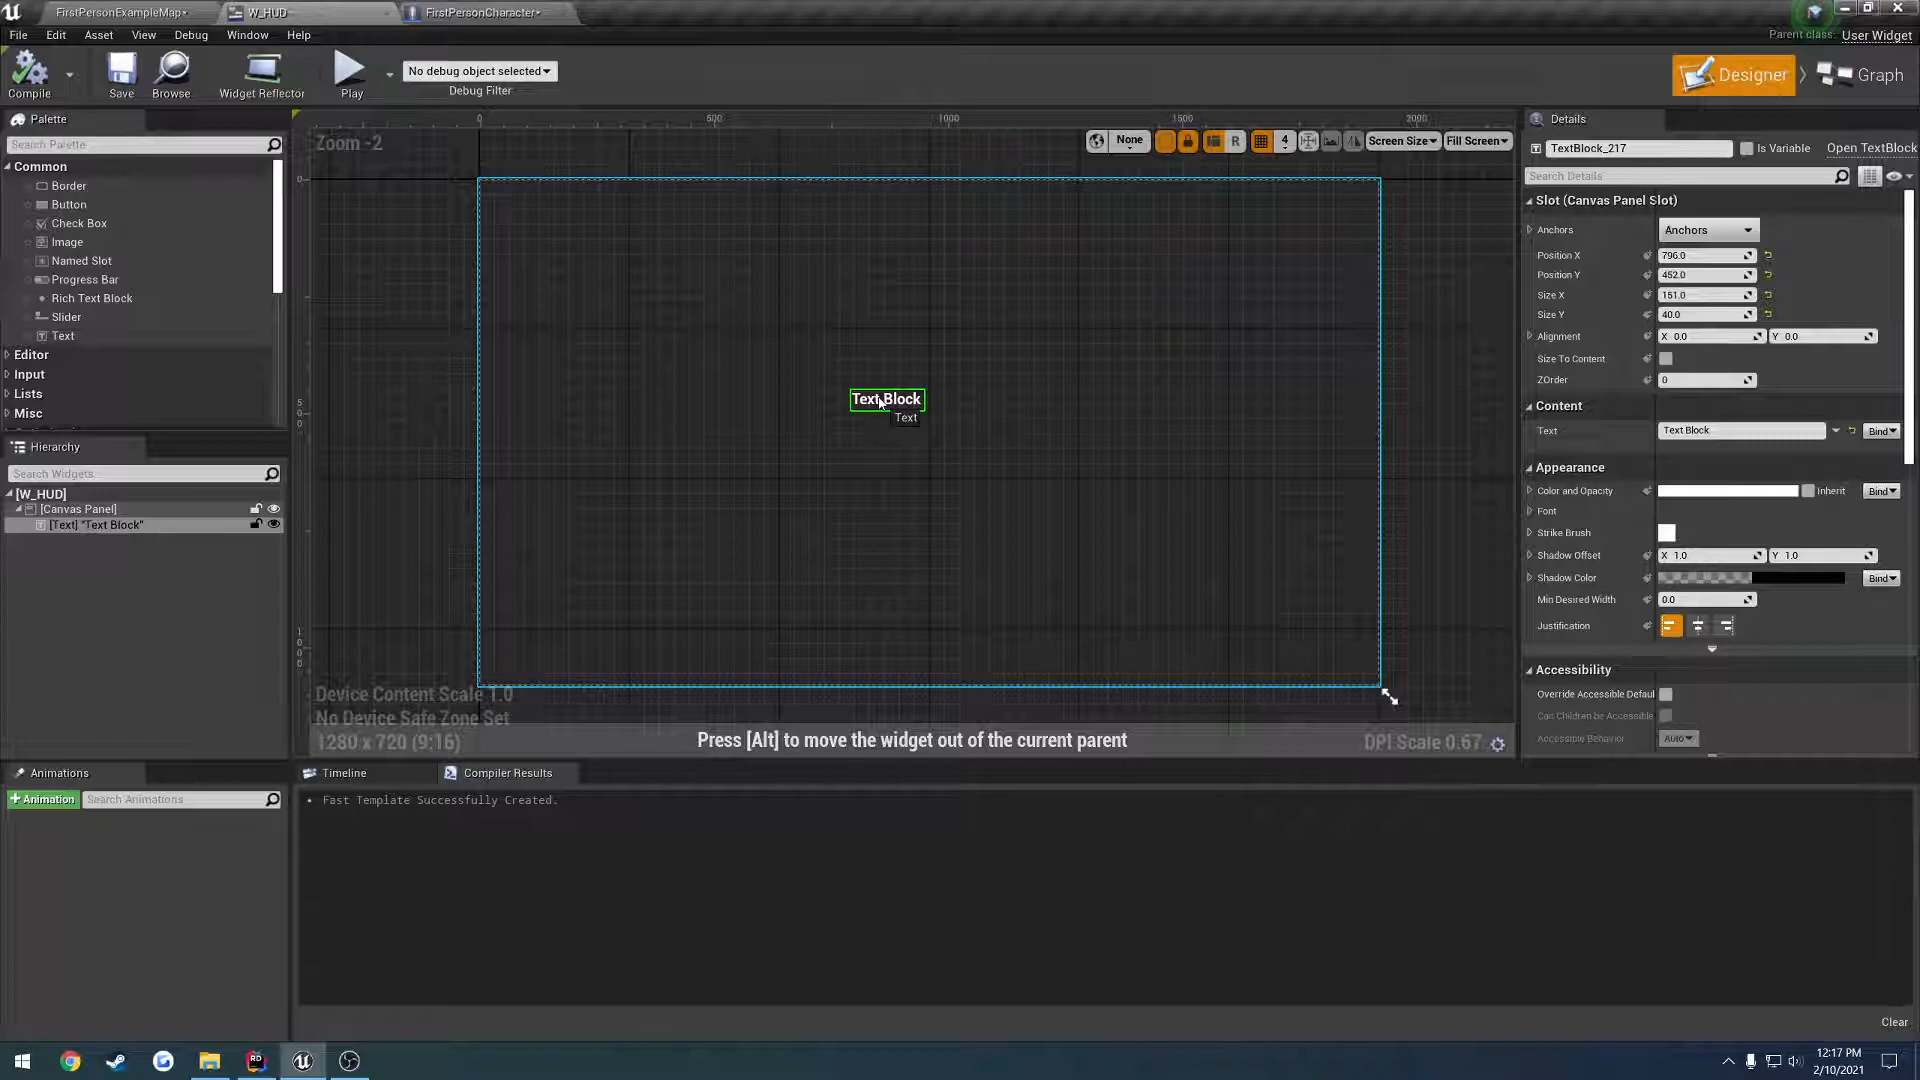 FirstPersonExampleMap•
W_HUD
FirstPersonCharacter•
File Edit Asset View Debug Window Help
Parent class: User Widget
Compile
Save
Browse
Widget Reflector
Play
No debug object selected
Debug Filter
Designer
Graph
Palette
Search Palette
Common
Border
Button
Check Box
Image
Named Slot
Progress Bar
Rich Text Block
Slider
Text
Editor
Input
Lists
Misc
Hierarchy
Search Widgets
[W_HUD]
[Canvas Panel]
[Text] "Text Block"
0 500 1000 1500 2000
Zoom -2
None
R
4
Screen Size
Fill Screen
0
500
1000
Text Block
Text
Device Content Scale 1.0
No Device Safe Zone Set
1280 x 720 (9:16)
Press [Alt] to move the widget out of the current parent
DPI Scale 0.67
Details
TextBlock_217
Is Variable
Open TextBlock
Search Details
Slot (Canvas Panel Slot)
Anchors Anchors
Position X 796.0
Position Y 452.0
Size X 151.0
Size Y 40.0
Alignment X 0.0 Y 0.0
Size To Content
ZOrder 0
Content
Text Text Block Bind
Appearance
Color and Opacity Inherit Bind
Font
Strike Brush
Shadow Offset X 1.0 Y 1.0
Shadow Color Bind
Min Desired Width 0.0
Justification
Accessibility
Override Accessible Defaul
Can Children be Accessible
Accessible Behavior Auto
Animations
+ Animation
Search Animations
Timeline
Compiler Results
• Fast Template Successfully Created.
Clear
RD
12:17 PM
2/10/2021